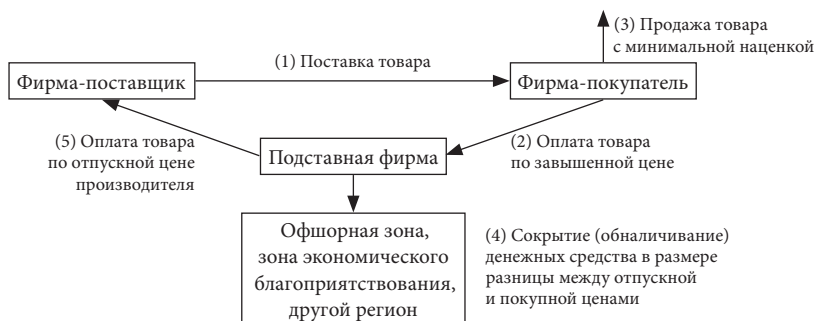 (3) Продажа товара
с минимальной наценкой
(1) Поставка товара
Фирма-поставщик
Фирма-покупатель
(5) Оплата товара
по отпускной цене
производителя
Подставная фирма
(2) Оплата товара
по завышенной цене
Офшорная зона,
зона экономического
благоприятствования,
другой регион
(4) Сокрытие (обналичивание)
денежных средства в размере
разницы между отпускной
и покупной ценами